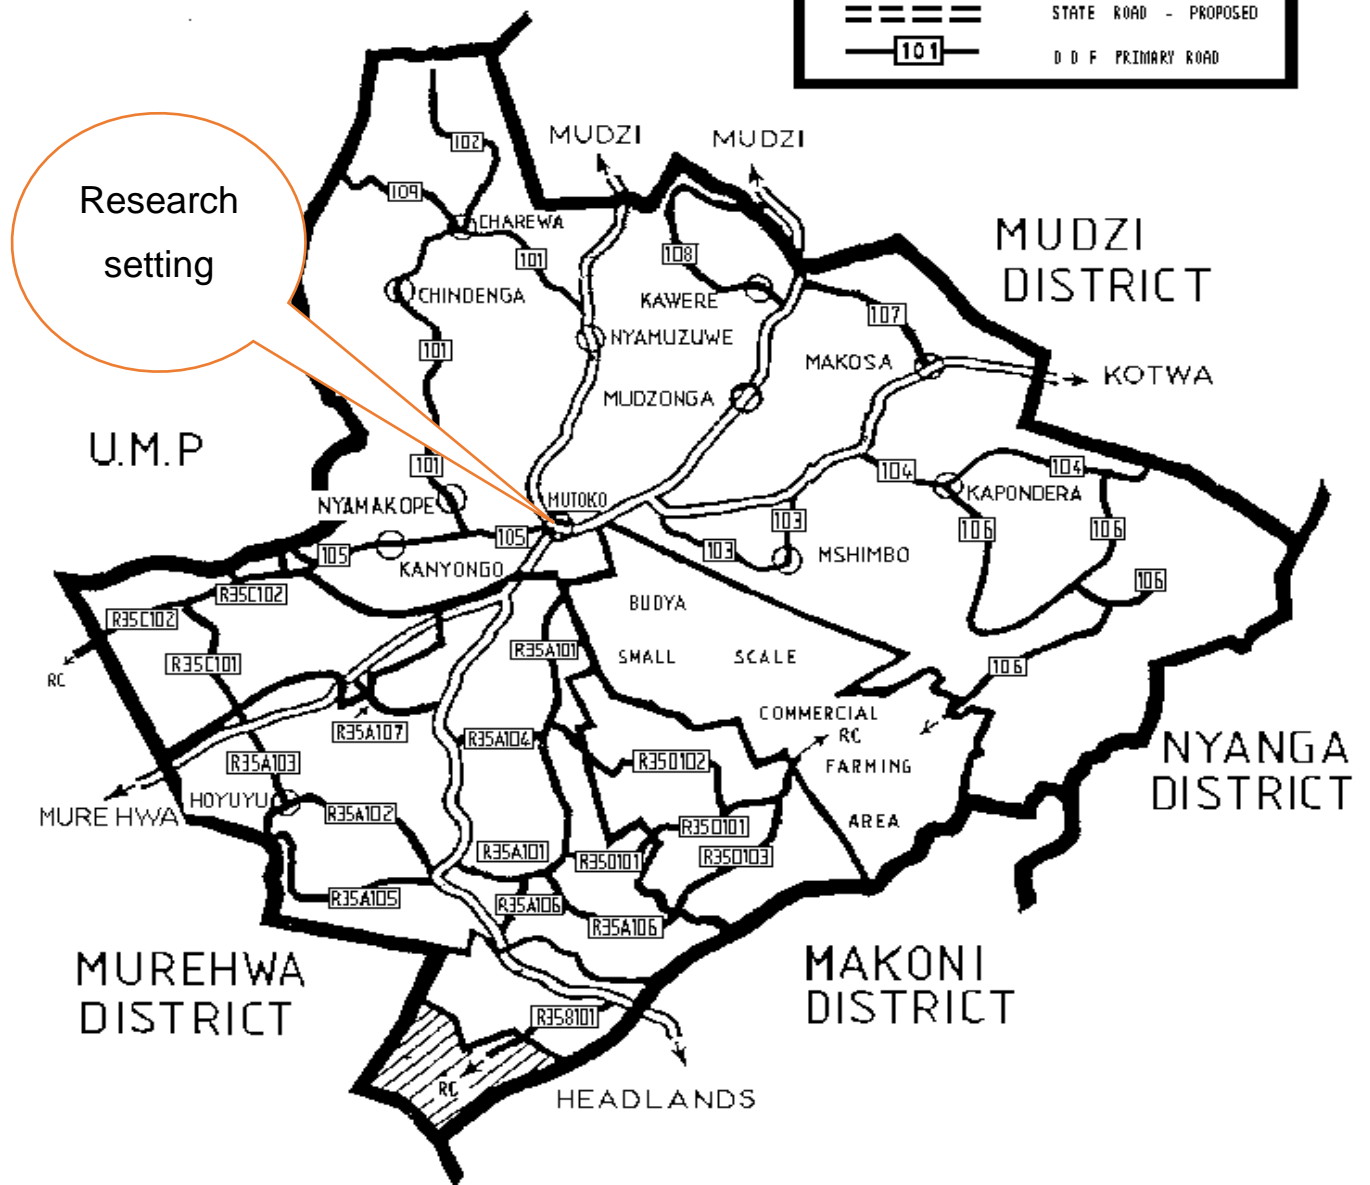 STATE ROAD - PROPOSED
101
D D F PRIMARY ROAD
MUDZI
MUDZI
102
109
Research
setting
CHAREWA
101
108
MUDZI
DISTRICT
CHINDENGA
KAWERE
107
NYAMUZUWE
101
MAKOSA
KOTWA
MUDZONGA
U.M.P
101
104
104
KAPONDERA
NYAMAKOPE
MUTOKO
103
106
106
105
105
103
MSHIMBO
KANYONGO
106
R35C102
BUDYA
R35C102
R35A101
SMALL SCALE
R35C101
RC
106
COMMERCIAL
R35A107
R35A104
RC
R35A103
R350102
FARMING
NYANGA
DISTRICT
HOYUYU
MUREHWA
R35A102
R350101
AREA
R35A101
R350101
R350103
R35A105
R35A106
R35A106
MUREHWA
DISTRICT
MAKONI
DISTRICT
R358101
RC
HEADLANDS